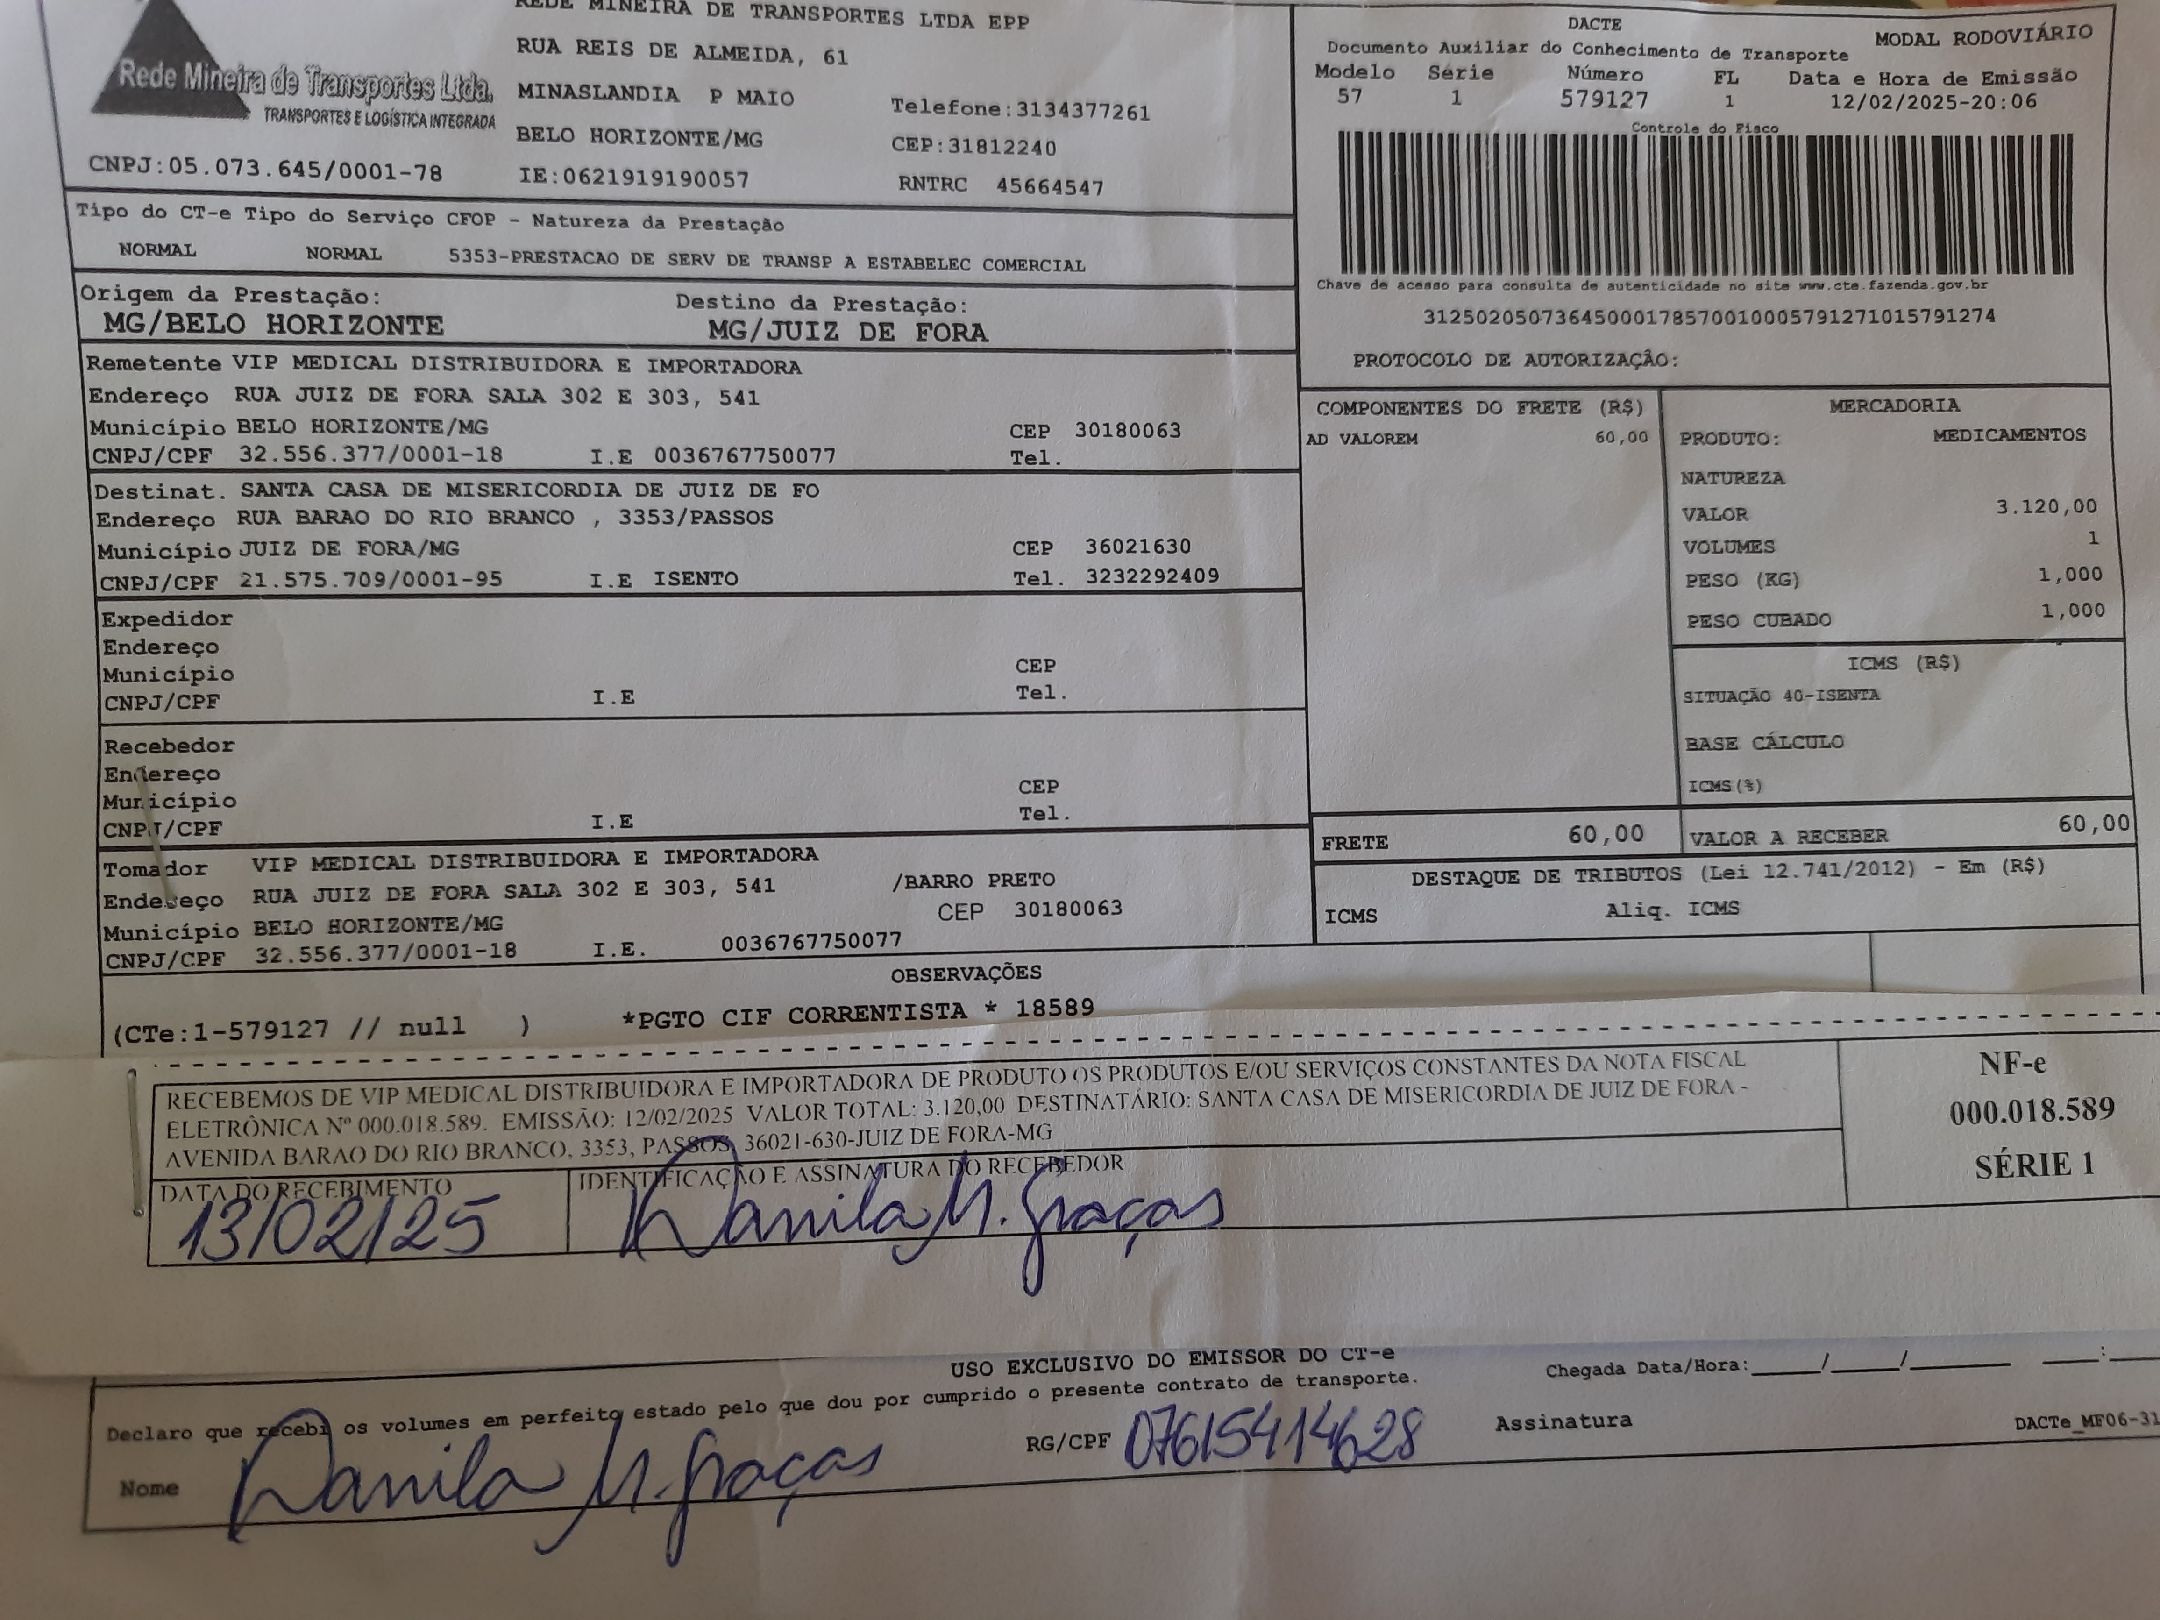 REDE MINEIRA DE TRANSPORTES LTDA EPP
RUA REIS DE ALMEIDA, 61
Rede Mineira de Transportes Ltda.
TRANSPORTES E LOGÍSTICA INTEGRADA
MINASLANDIA P MAIO
Telefone:3134377261
BELO HORIZONTE/MG
CEP:31812240
CNPJ:05.073.645/0001-78
IE:0621919190057
RNTRC 45664547
DACTE
MODAL RODOVIÁRIO
Documento Auxiliar do Conhecimento de Transporte
Modelo Série Número FL Data e Hora de Emissão
57 1 579127 1 12/02/2025-20:06
Controle do Fisco
Chave de acesso para consulta de autenticidade no site www.cte.fazenda.gov.br
31250205073645000178570010005791271015791274
PROTOCOLO DE AUTORIZAÇÃO:
Tipo do CT-e Tipo do Serviço CFOP - Natureza da Prestação
NORMAL NORMAL 5353-PRESTACAO DE SERV DE TRANSP A ESTABELEC COMERCIAL
Origem da Prestação: Destino da Prestação:
MG/BELO HORIZONTE MG/JUIZ DE FORA
Remetente VIP MEDICAL DISTRIBUIDORA E IMPORTADORA
Endereço RUA JUIZ DE FORA SALA 302 E 303, 541
Município BELO HORIZONTE/MG CEP 30180063
CNPJ/CPF 32.556.377/0001-18 I.E 0036767750077 Tel.
Destinat. SANTA CASA DE MISERICORDIA DE JUIZ DE FO
Endereço RUA BARAO DO RIO BRANCO , 3353/PASSOS
Município JUIZ DE FORA/MG CEP 36021630
CNPJ/CPF 21.575.709/0001-95 I.E ISENTO Tel. 3232292409
Expedidor
Endereço
Município CEP
CNPJ/CPF I.E Tel.
Recebedor
Endereço CEP
Município Tel.
CNPJ/CPF I.E
Tomador VIP MEDICAL DISTRIBUIDORA E IMPORTADORA
Endereço RUA JUIZ DE FORA SALA 302 E 303, 541 /BARRO PRETO
Município BELO HORIZONTE/MG CEP 30180063
CNPJ/CPF 32.556.377/0001-18 I.E. 0036767750077
COMPONENTES DO FRETE (R$)
AD VALOREM 60,00
MERCADORIA
PRODUTO: MEDICAMENTOS
NATUREZA
VALOR 3.120,00
VOLUMES 1
PESO (KG) 1,000
PESO CUBADO 1,000
ICMS (R$)
SITUAÇÃO 40-ISENTA
BASE CÁLCULO
ICMS(%)
FRETE 60,00 VALOR A RECEBER 60,00
DESTAQUE DE TRIBUTOS (Lei 12.741/2012) - Em (R$)
ICMS Aliq. ICMS
OBSERVAÇÕES
(CTe:1-579127 // null ) *PGTO CIF CORRENTISTA * 18589
RECEBEMOS DE VIP MEDICAL DISTRIBUIDORA E IMPORTADORA DE PRODUTO OS PRODUTOS E/OU SERVIÇOS CONSTANTES DA NOTA FISCAL
ELETRÔNICA Nº 000.018.589. EMISSÃO: 12/02/2025 VALOR TOTAL: 3.120,00 DESTINATÁRIO: SANTA CASA DE MISERICORDIA DE JUIZ DE FORA -
AVENIDA BARAO DO RIO BRANCO, 3353, PASSOS, 36021-630-JUIZ DE FORA-MG
NF-e
000.018.589
SÉRIE 1
DATA DO RECEBIMENTO IDENTIFICAÇÃO E ASSINATURA DO RECEBEDOR
13/02/25 Danila M. Graças
USO EXCLUSIVO DO EMISSOR DO CT-e
Chegada Data/Hora:_____/_____/_______ ____:
Declaro que recebi os volumes em perfeito estado pelo que dou por cumprido o presente contrato de transporte.
Nome Danila M. Graças RG/CPF 07615414628 Assinatura
DACTe_MF06-31